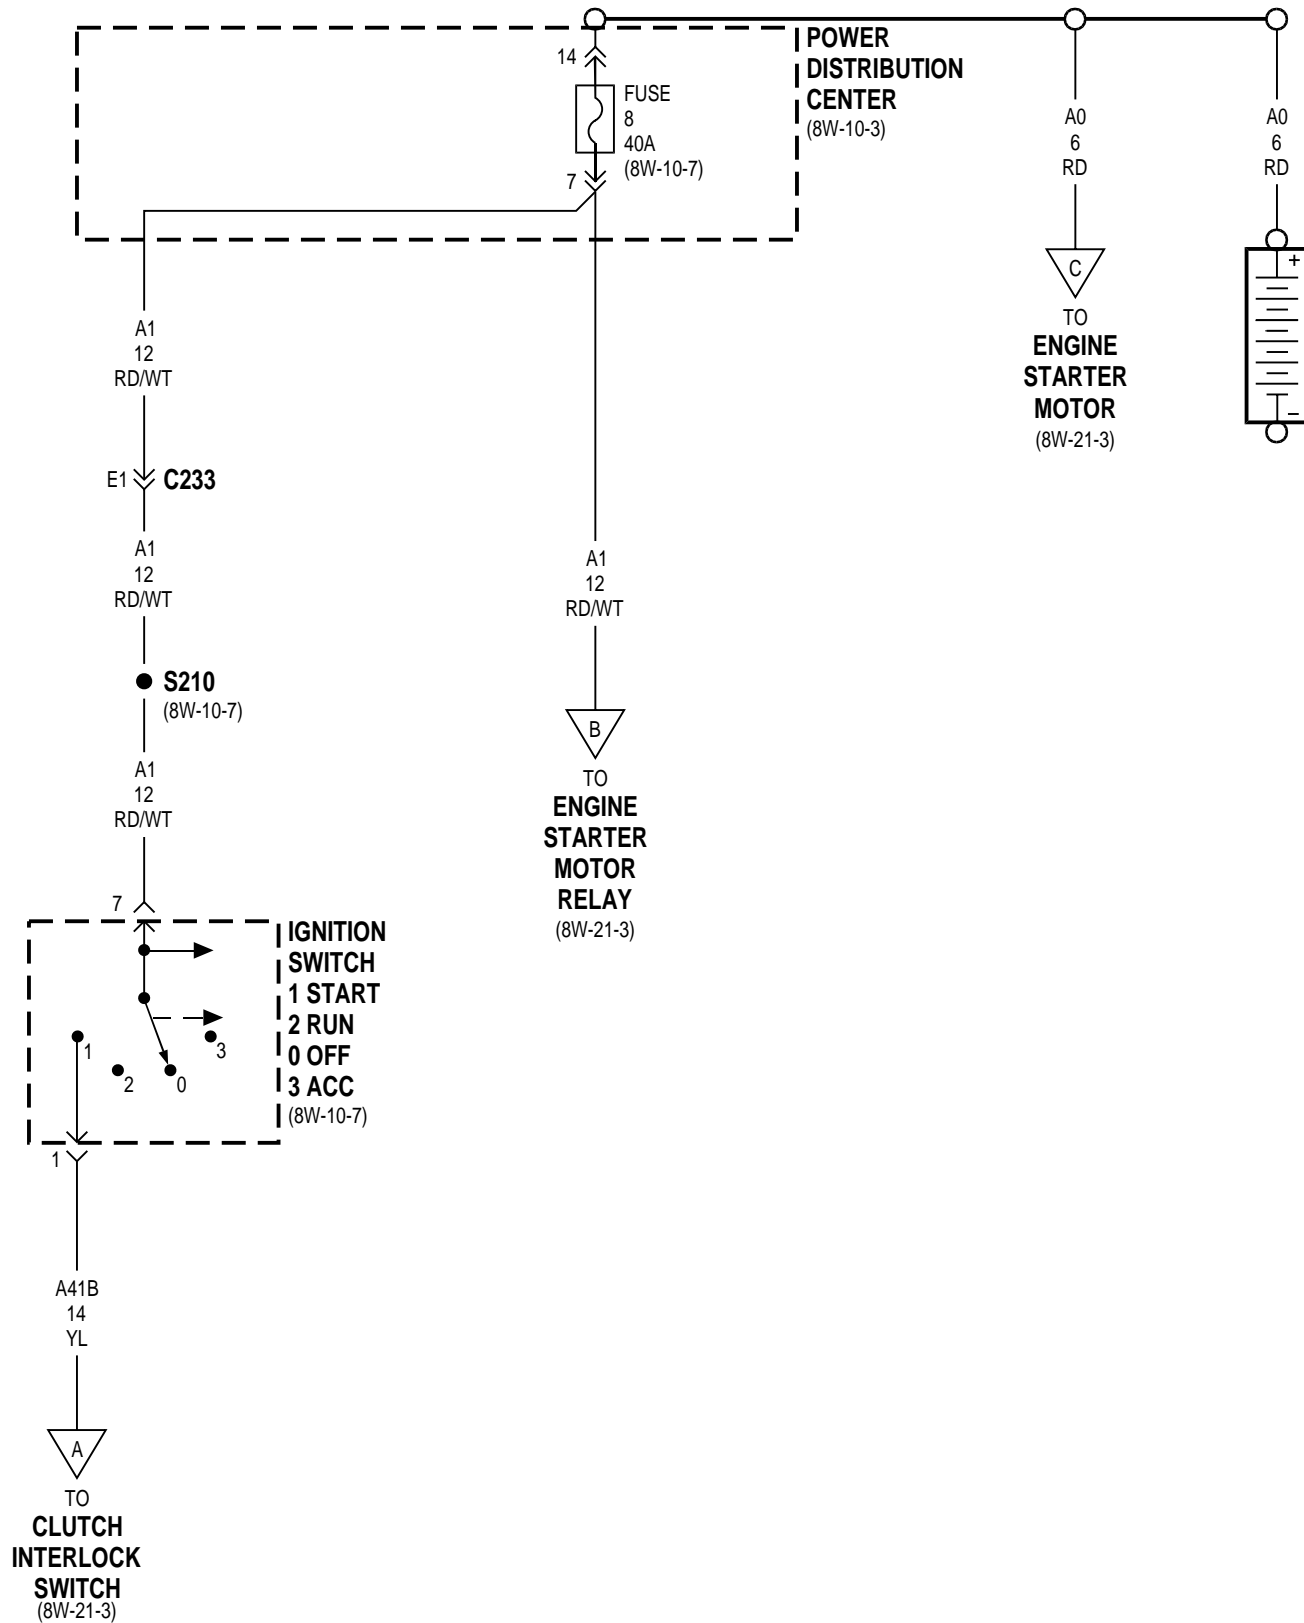 14
FUSE
8
40A
(8W-10-7)
7
POWER
DISTRIBUTION
CENTER
(8W-10-3)
A0
6
RD
A0
6
RD
C
TO
ENGINE
STARTER
MOTOR
(8W-21-3)
+
–
A1
12
RD/WT
E1
C233
A1
12
RD/WT
S210
(8W-10-7)
A1
12
RD/WT
A1
12
RD/WT
B
TO
ENGINE
STARTER
MOTOR
RELAY
(8W-21-3)
7
IGNITION
SWITCH
1 START
2 RUN
0 OFF
3 ACC
(8W-10-7)
1
2
0
3
1
A41B
14
YL
A
TO
CLUTCH
INTERLOCK
SWITCH
(8W-21-3)